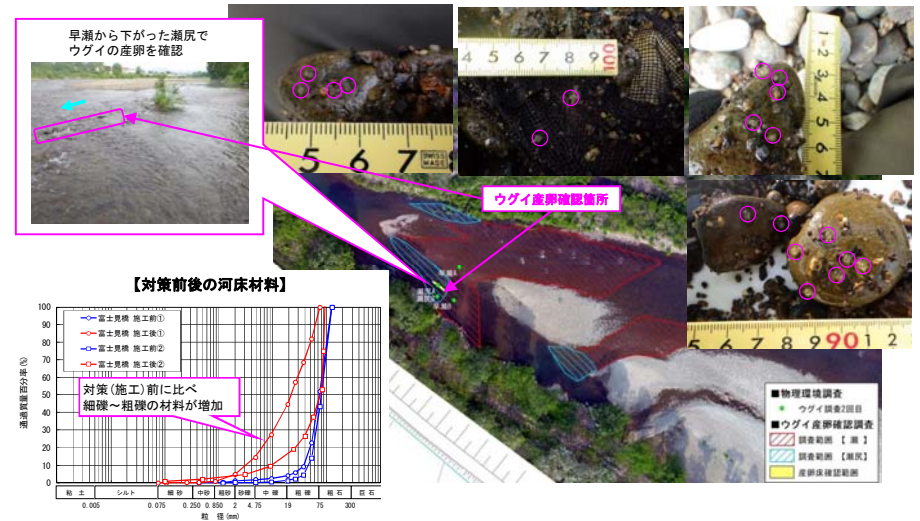 早瀬から下がった瀬尻で
ウグイの産卵を確認
5 6 7
SWISS MADE
4 5 6 7 8 9 100
1 2 3 4 5 6 7
ウグイ産卵確認箇所
5 6 7 8 9 90 1 1 2
【対策前後の河床材料】
通過質量百分率(%)
100
90
80
70
60
50
40
30
20
10
0
富士見橋 施工前①
富士見橋 施工後①
富士見橋 施工前②
富士見橋 施工後②
対策(施工)前に比べ
細礫～粗礫の材料が増加
粘土 シルト 細砂 中砂 粗砂 細礫 中礫 粗礫 粗石 巨石
0.005 0.075 0.250 0.850 2 4.75 19 75 300
粒 径(mm)
■物理環境調査
ウグイ調査2回目
■ウグイ産卵確認調査
調査範囲 【 瀬 】
調査範囲 【瀬尻】
産卵床確認範囲